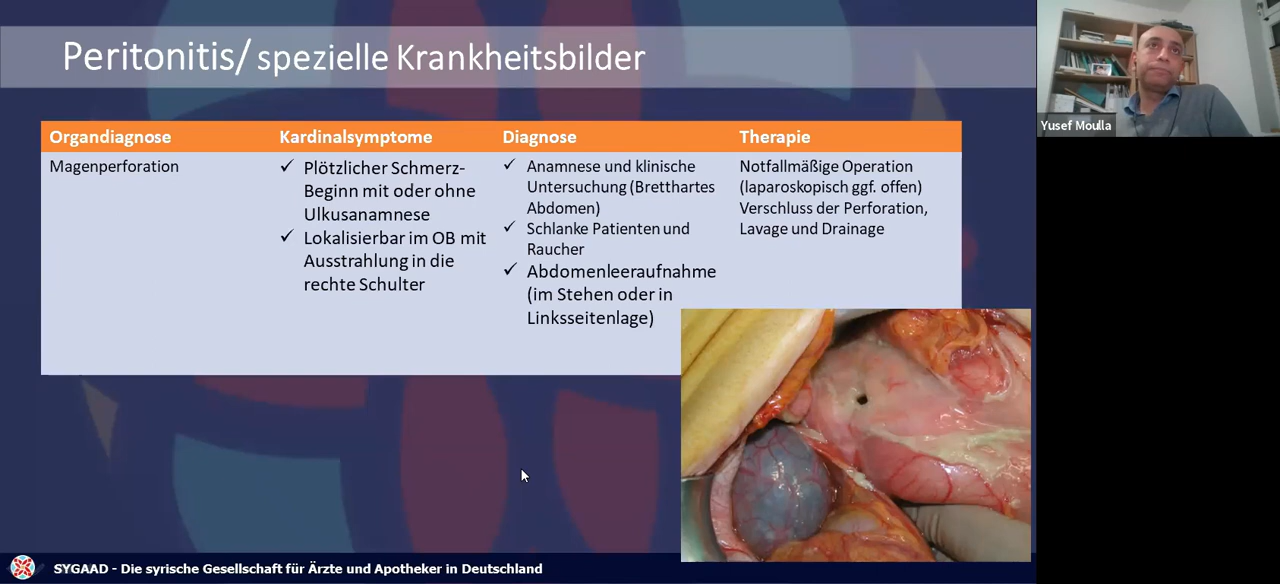 Peritonitis/ spezielle Krankheitsbilder
Yusef Moulla
Organdiagnose
Kardinalsymptome
Diagnose
Therapie
Magenperforation
✓ Plötzlicher Schmerz-
Beginn mit oder ohne
Ulkusanamnese
✓ Lokalisierbar im OB mit
Ausstrahlung in die
rechte Schulter
✓ Anamnese und klinische
Untersuchung (Bretthartes
Abdomen)
✓ Schlanke Patienten und
Raucher
✓ Abdomenleeraufnahme
(im Stehen oder in
Linksseitenlage)
Notfallmäßige Operation
(laparoskopisch ggf. offen)
Verschluss der Perforation,
Lavage und Drainage
SYGAAD - Die syrische Gesellschaft für Ärzte und Apotheker in Deutschland